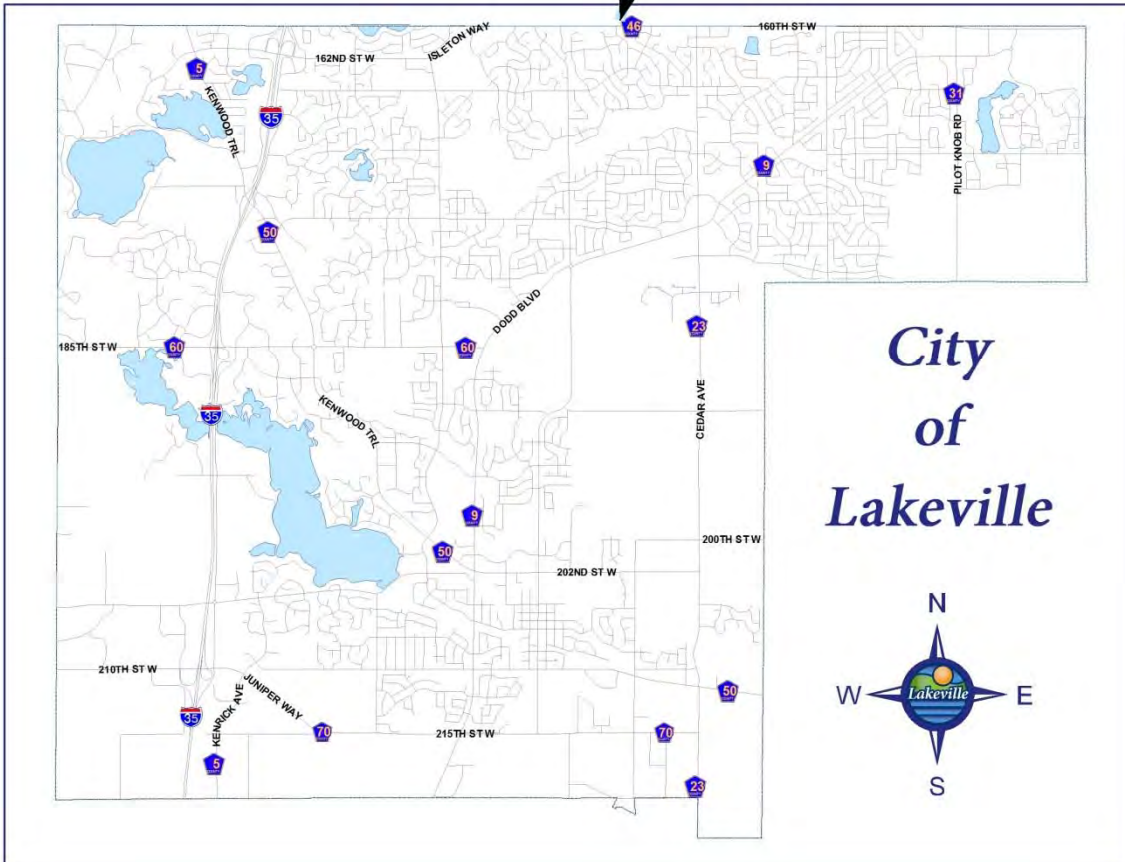 46
160TH ST W
ISLETON WAY
162ND ST W
5
KENWOOD TRL
35
31
PILOT KNOB RD
9
50
DODD BLVD
23
185TH ST W
60
60
City
of
Lakeville
35
KENWOOD TRL
CEDAR AVE
9
50
200TH ST W
202ND ST W
N
W
Lakeville
E
S
210TH ST W
JUNIPER WAY
KENRICK AVE
50
35
70
215TH ST W
70
5
23